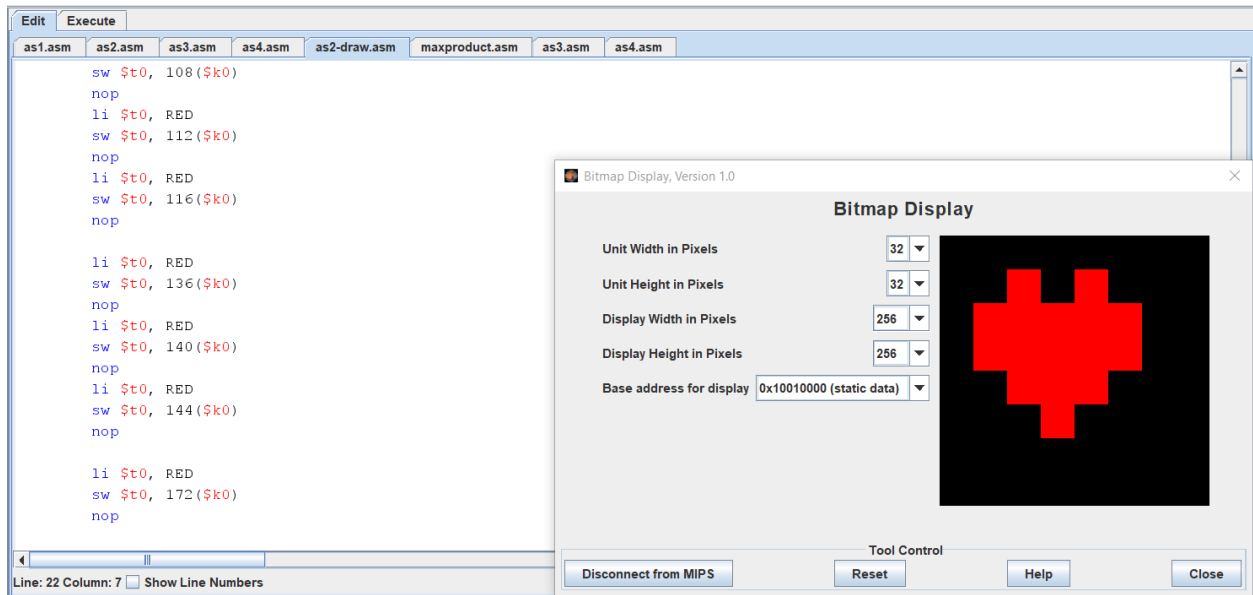 Edit Execute
as1.asm as2.asm as3.asm as4.asm as2-draw.asm maxproduct.asm as3.asm as4.asm
sw $t0, 108($k0)
nop
li $t0, RED
sw $t0, 112($k0)
nop
li $t0, RED
sw $t0, 116($k0)
nop
li $t0, RED
sw $t0, 136($k0)
nop
li $t0, RED
sw $t0, 140($k0)
nop
li $t0, RED
sw $t0, 144($k0)
nop
li $t0, RED
sw $t0, 172($k0)
nop
Line: 22 Column: 7 Show Line Numbers
Bitmap Display, Version 1.0
Bitmap Display
Unit Width in Pixels 32
Unit Height in Pixels 32
Display Width in Pixels 256
Display Height in Pixels 256
Base address for display 0x10010000 (static data)
Tool Control
Disconnect from MIPS Reset Help Close